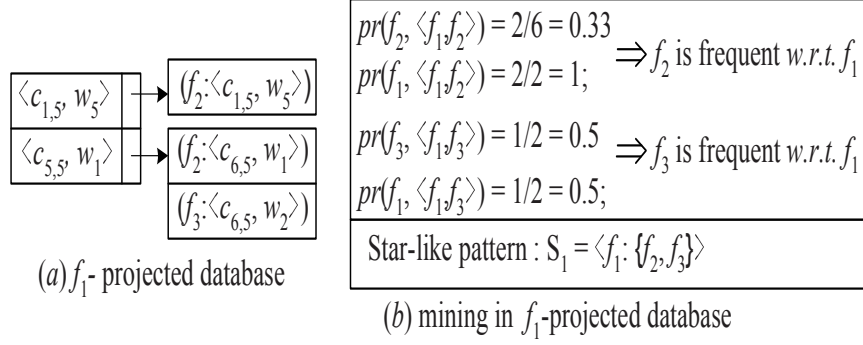 ⟨c1,5, w5⟩ (f2:⟨c1,5, w5⟩)
⟨c5,5, w1⟩ (f2:⟨c6,5, w1⟩)
(f3:⟨c6,5, w2⟩)
(a) f1- projected database
pr(f2, ⟨f1,f2⟩) = 2/6 = 0.33
pr(f1, ⟨f1,f2⟩) = 2/2 = 1;
⇒ f2 is frequent w.r.t. f1
pr(f3, ⟨f1,f3⟩) = 1/2 = 0.5
pr(f1, ⟨f1,f3⟩) = 1/2 = 0.5;
⇒ f3 is frequent w.r.t. f1
Star-like pattern : S1 = ⟨f1: {f2, f3}⟩
(b) mining in f1-projected database